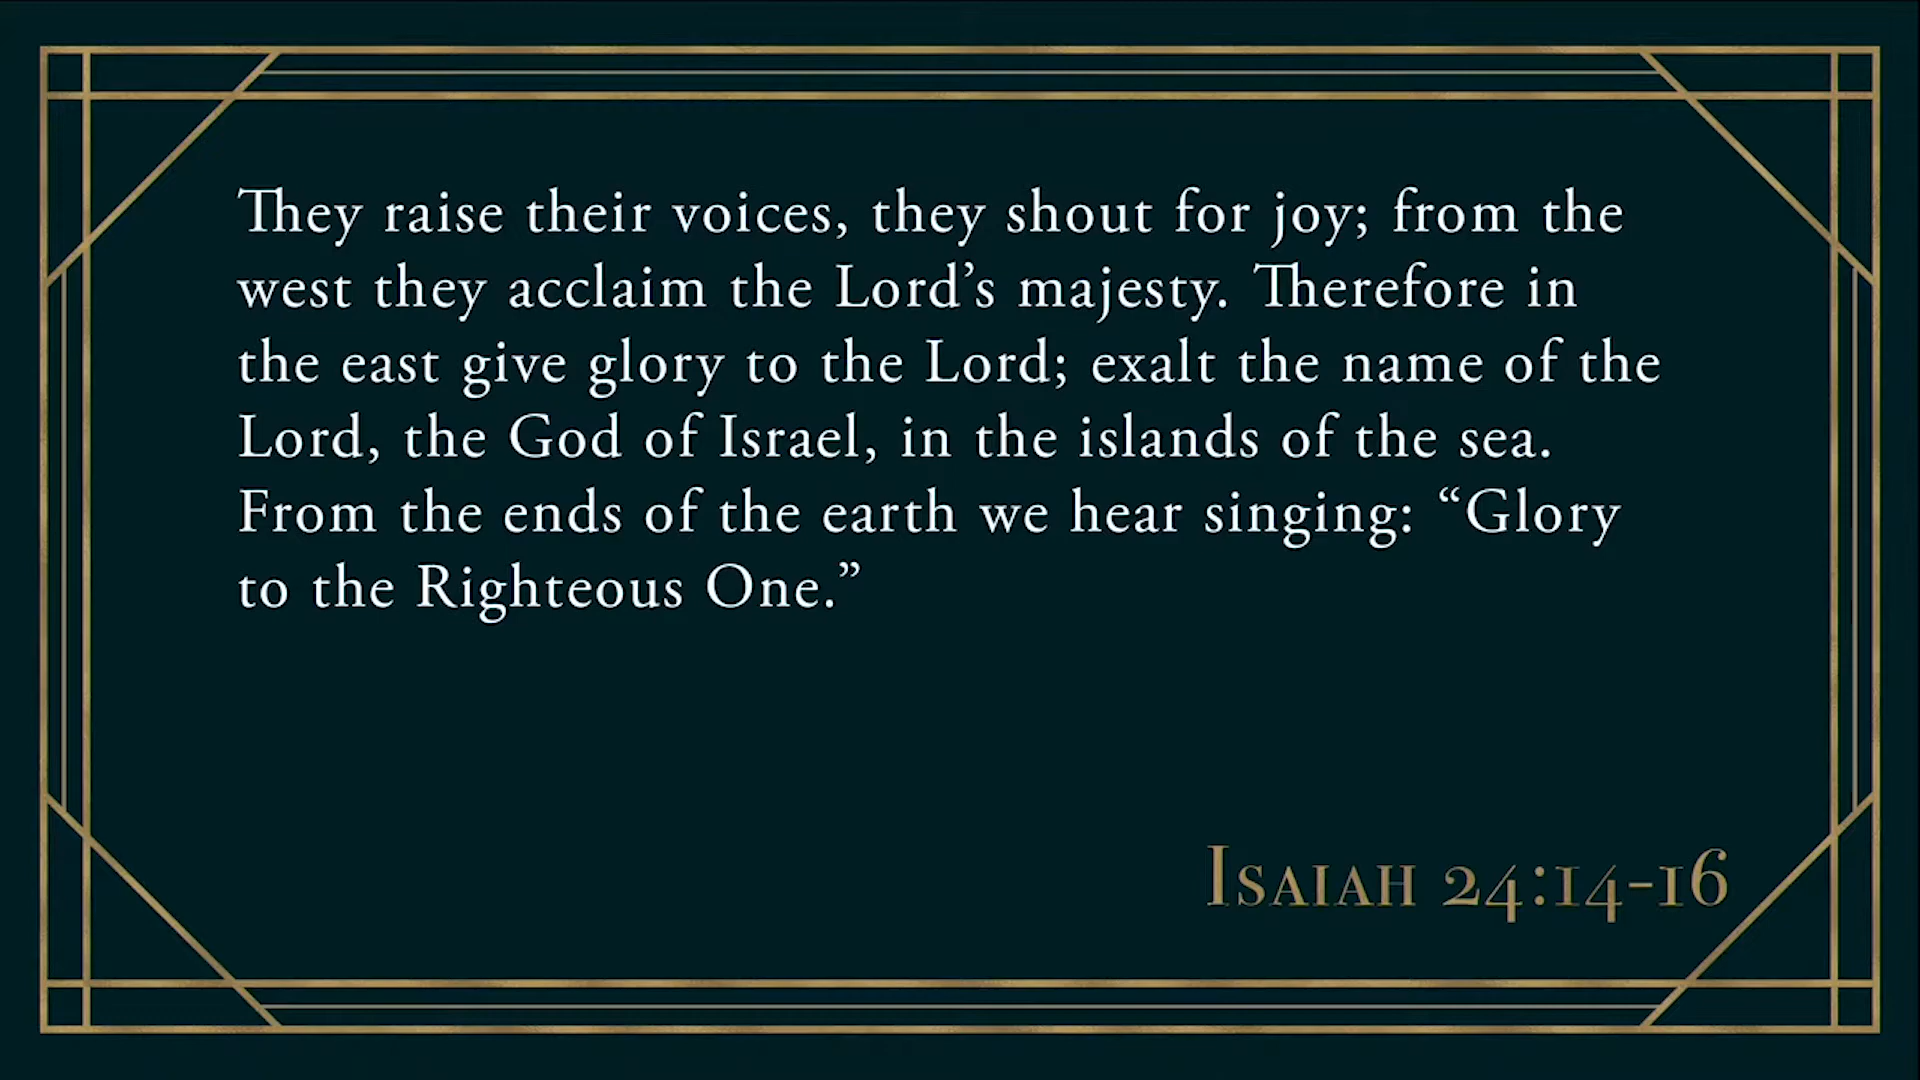 They raise their voices, they shout for joy; from the
west they acclaim the Lord’s majesty. Therefore in
the east give glory to the Lord; exalt the name of the
Lord, the God of Israel, in the islands of the sea.
From the ends of the earth we hear singing: “Glory
to the Righteous One.”
Isaiah 24:14-16